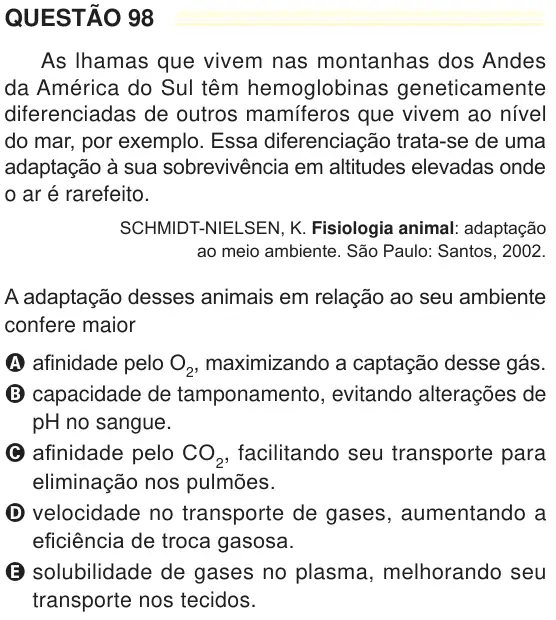 QUESTÃO 98
As lhamas que vivem nas montanhas dos Andes
da América do Sul têm hemoglobinas geneticamente
diferenciadas de outros mamíferos que vivem ao nível
do mar, por exemplo. Essa diferenciação trata-se de uma
adaptação à sua sobrevivência em altitudes elevadas onde
o ar é rarefeito.
SCHMIDT-NIELSEN, K. Fisiologia animal: adaptação
ao meio ambiente. São Paulo: Santos, 2002.
A adaptação desses animais em relação ao seu ambiente
confere maior
A afinidade pelo O2, maximizando a captação desse gás.
B capacidade de tamponamento, evitando alterações de
pH no sangue.
C afinidade pelo CO2, facilitando seu transporte para
eliminação nos pulmões.
D velocidade no transporte de gases, aumentando a
eficiência de troca gasosa.
E solubilidade de gases no plasma, melhorando seu
transporte nos tecidos.